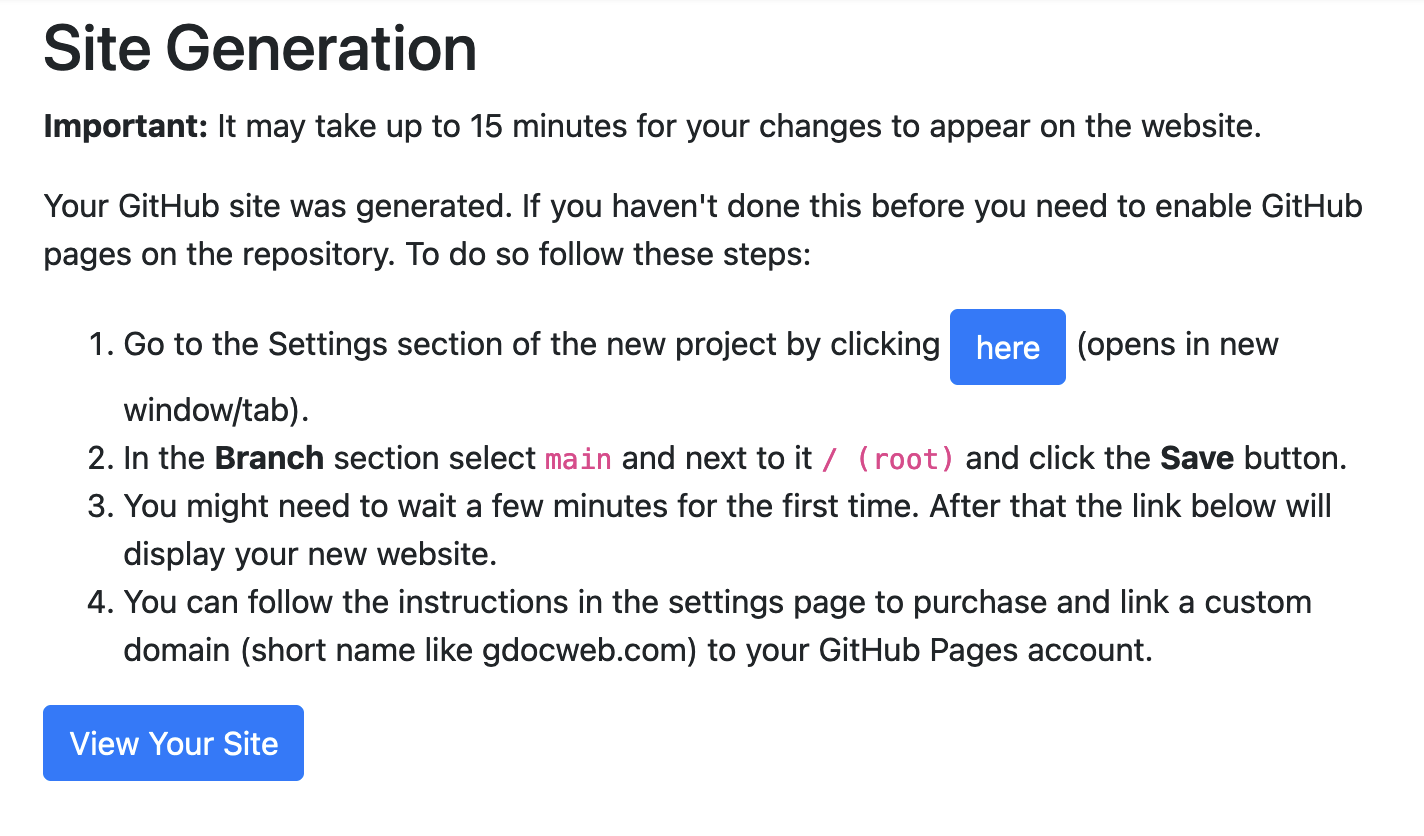 Site Generation
Important: It may take up to 15 minutes for your changes to appear on the website.
Your GitHub site was generated. If you haven't done this before you need to enable GitHub
pages on the repository. To do so follow these steps:
1. Go to the Settings section of the new project by clicking here (opens in new
window/tab).
2. In the Branch section select main and next to it / (root) and click the Save button.
3. You might need to wait a few minutes for the first time. After that the link below will
display your new website.
4. You can follow the instructions in the settings page to purchase and link a custom
domain (short name like gdocweb.com) to your GitHub Pages account.
View Your Site